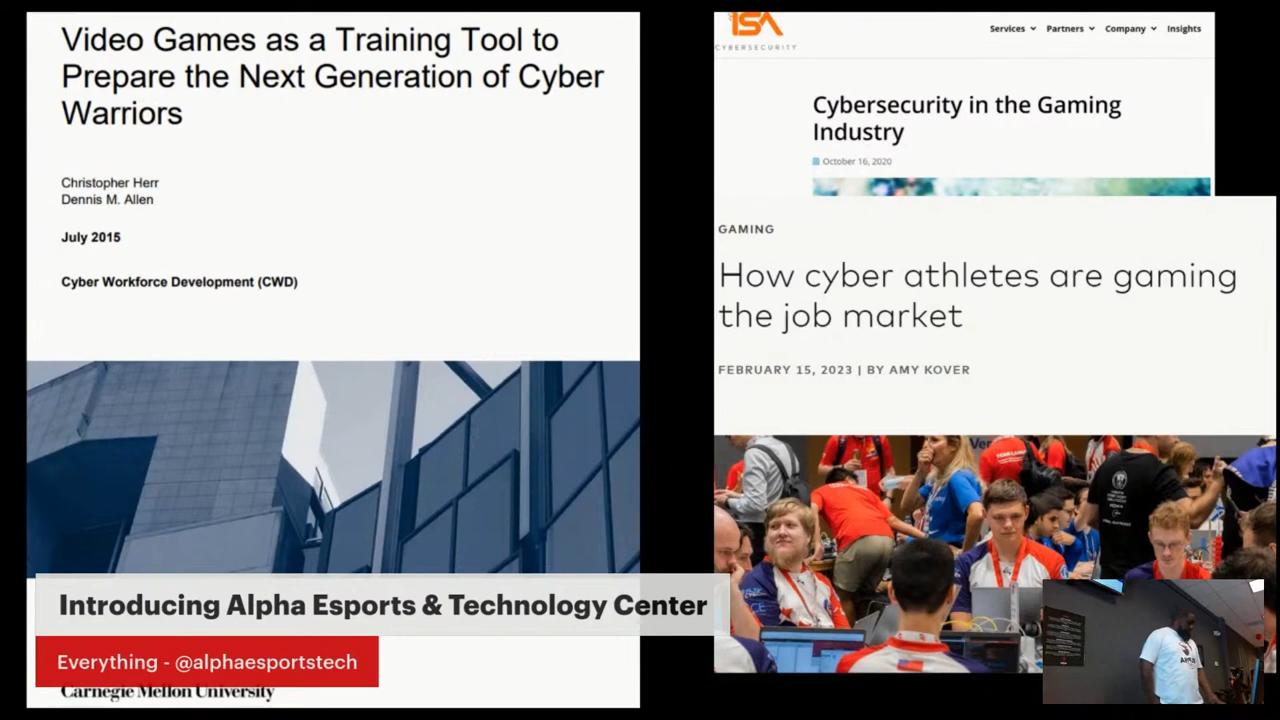 Video Games as a Training Tool to
Prepare the Next Generation of Cyber
Warriors
Christopher Herr
Dennis M. Allen
July 2015
Cyber Workforce Development (CWD)
Introducing Alpha Esports & Technology Center
Everything - @alphaesportstech
Carnegie Mellon University
ISA
CYBERSECURITY
Services
Partners
Company
Insights
Cybersecurity in the Gaming
Industry
October 16, 2020
GAMING
How cyber athletes are gaming
the job market
FEBRUARY 15, 2023 | BY AMY KOVER